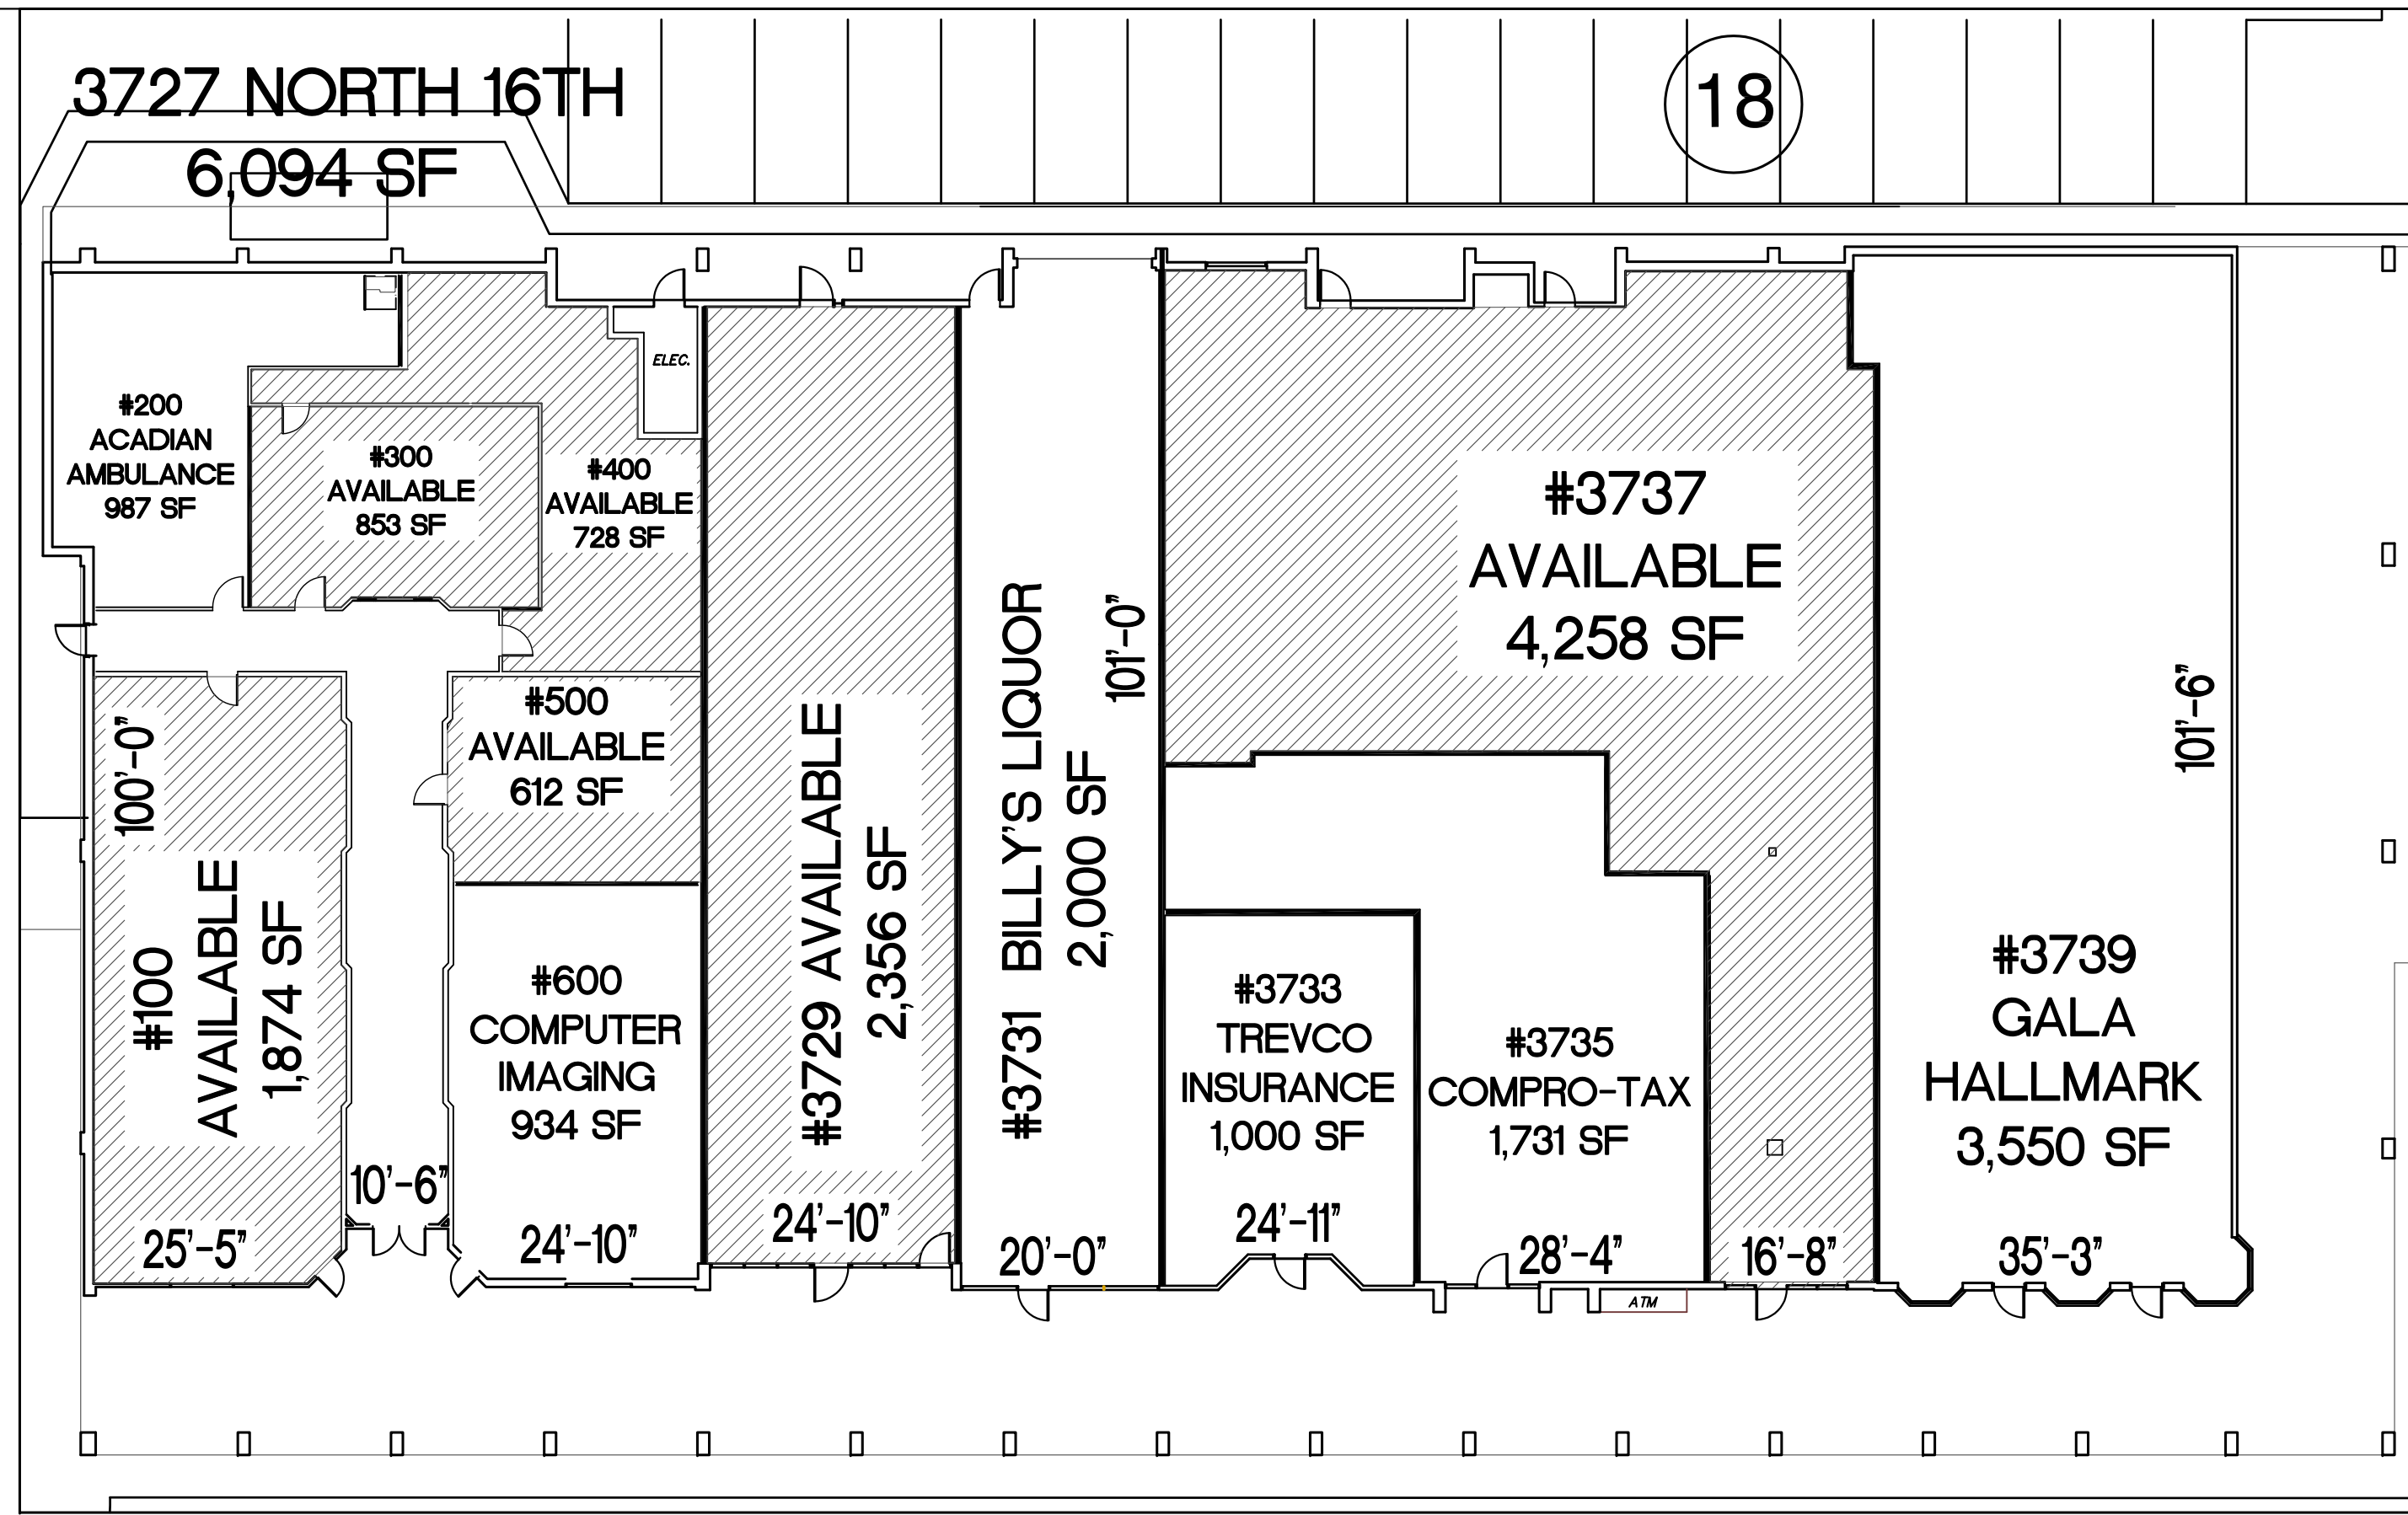 3727 NORTH 16TH
6,094 SF
18
#200
ACADIAN
AMBULANCE
987 SF
#300
AVAILABLE
853 SF
ELEC.
#400
AVAILABLE
728 SF
#100
AVAILABLE
1,874 SF
100'-0"
25'-5"
10'-6"
#500
AVAILABLE
612 SF
#600
COMPUTER
IMAGING
934 SF
24'-10"
#3729 AVAILABLE
2,356 SF
24'-10"
#3731 BILLY'S LIQUOR
2,000 SF
101'-0"
20'-0"
#3733
TREVCO
INSURANCE
1,000 SF
24'-11"
#3735
COMPRO-TAX
1,731 SF
28'-4"
ATM
#3737
AVAILABLE
4,258 SF
16'-8"
#3739
GALA
HALLMARK
3,550 SF
101'-6"
35'-3"